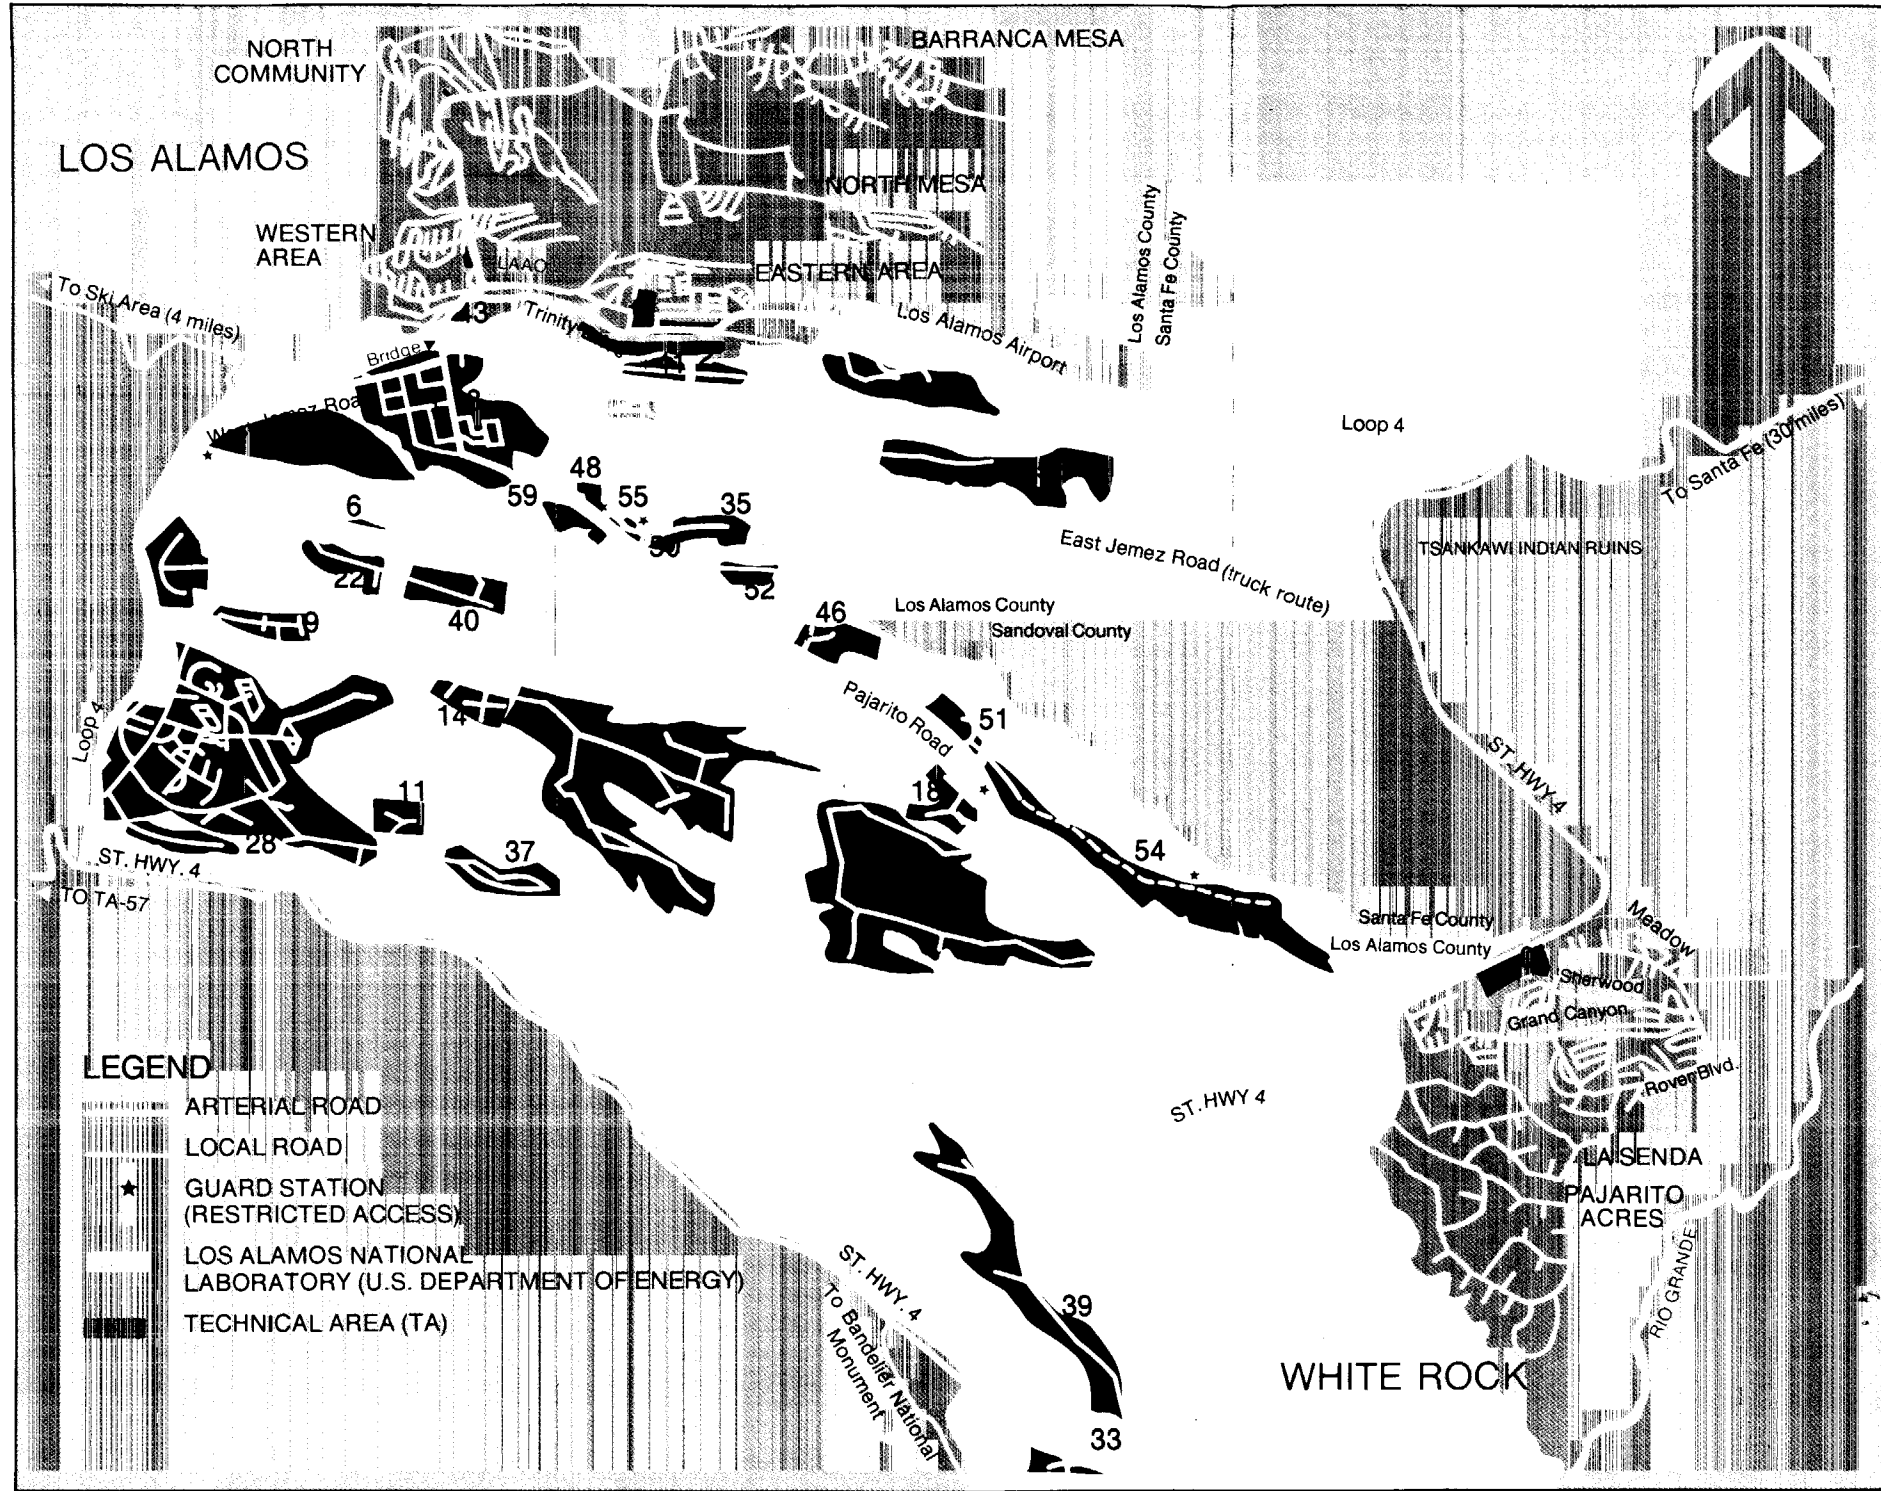 NORTH
COMMUNITY
BARRANCA MESA
LOS ALAMOS
NORTH MESA
WESTERN
AREA
LAAO
EASTERN AREA
Los Alamos County
Santa Fe County
To Ski Area (4 miles)
43
Trinity
Los Alamos Airport
Bridge
Loop 4
To Santa Fe (30 miles)
48
59
55
35
6
50
East Jemez Road (truck route)
TSANKAWI INDIAN RUINS
22
52
9
40
46
Los Alamos County
Sandoval County
Pajarito Road
14
51
Loop 4
ST. HWY 4
11
18
28
37
54
ST. HWY. 4
TO TA-57
Santa Fe County
Los Alamos County
Meadow
Sherwood
Grand Canyon
Rover Blvd.
LEGEND
ARTERIAL ROAD
LOCAL ROAD
GUARD STATION
(RESTRICTED ACCESS)
LOS ALAMOS NATIONAL
LABORATORY (U.S. DEPARTMENT OF ENERGY)
TECHNICAL AREA (TA)
ST. HWY 4
LA SENDA
PAJARITO
ACRES
RIO GRANDE
ST. HWY. 4
To Bandelier National
Monument
39
WHITE ROCK
33